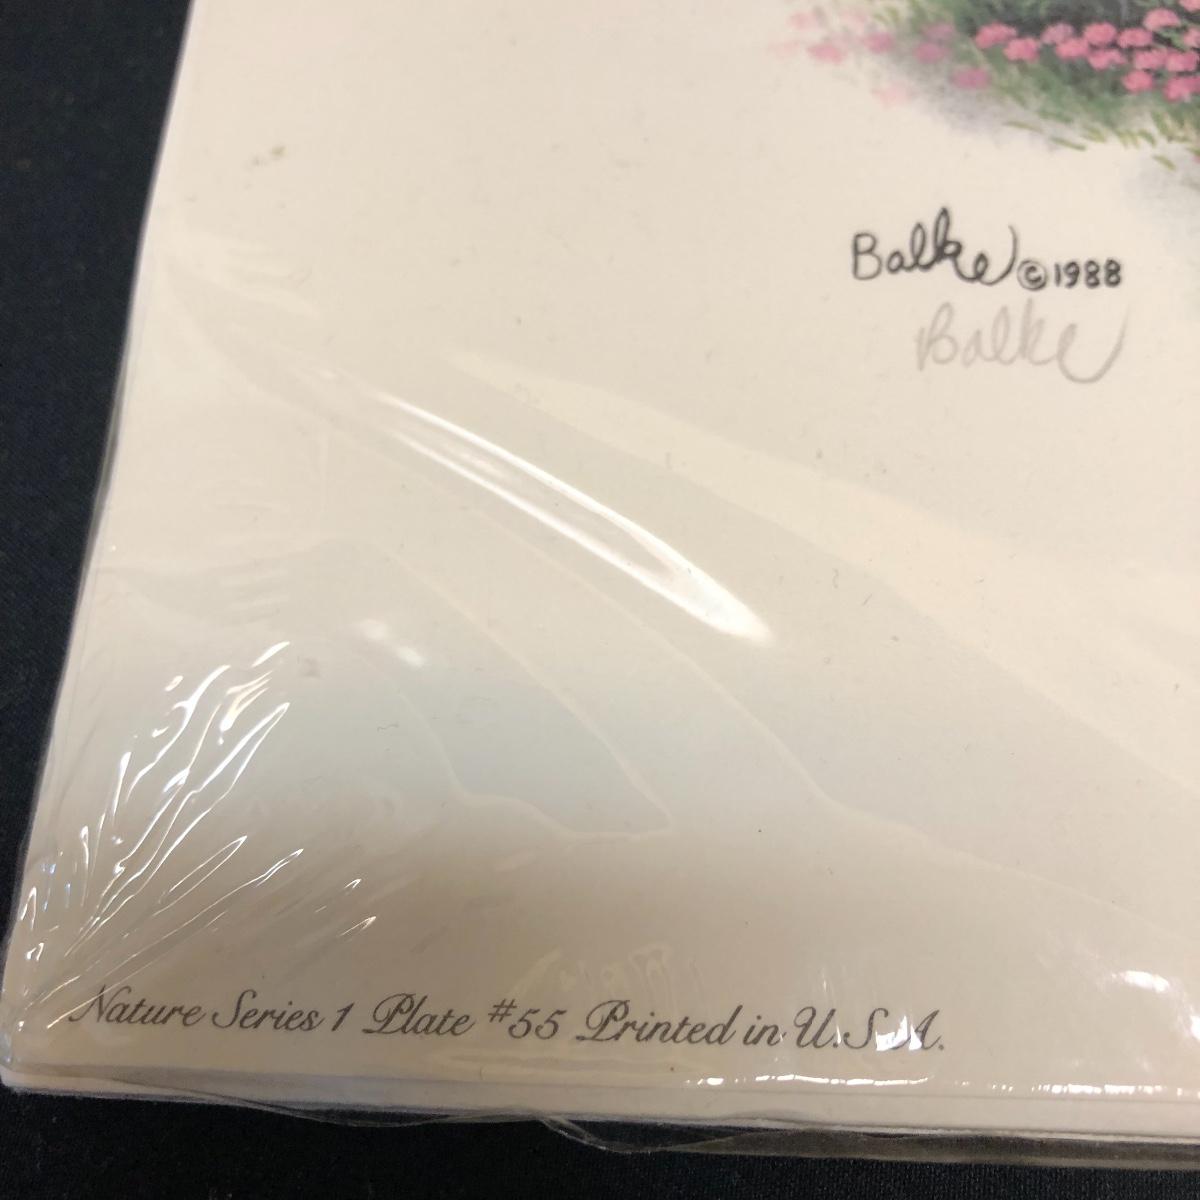 Balke ©1988
Balke
Nature Series 1 Plate #55 Printed in U.S.A.